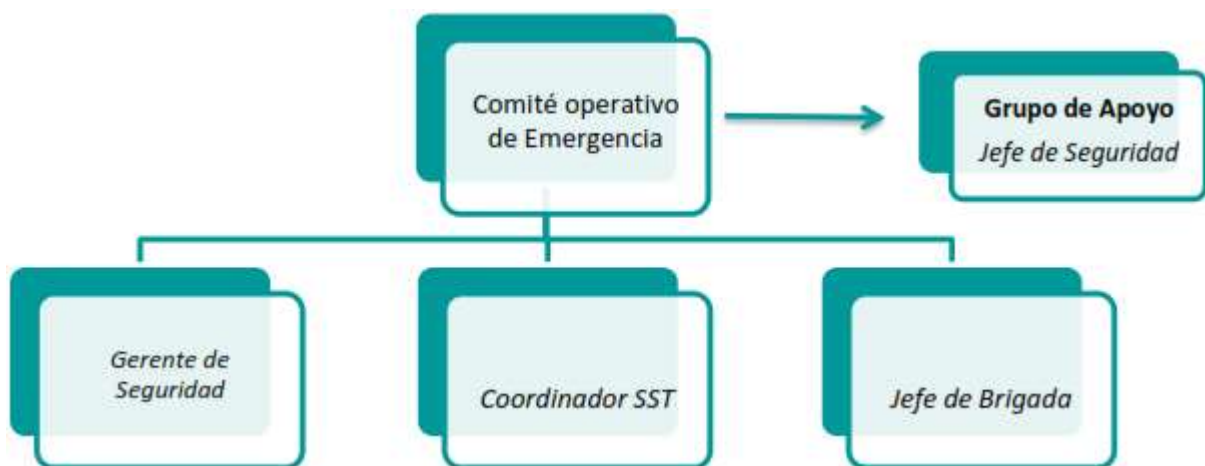 Comité operativo
de Emergencia
Grupo de Apoyo
Jefe de Seguridad
Gerente de
Seguridad
Coordinador SST
Jefe de Brigada